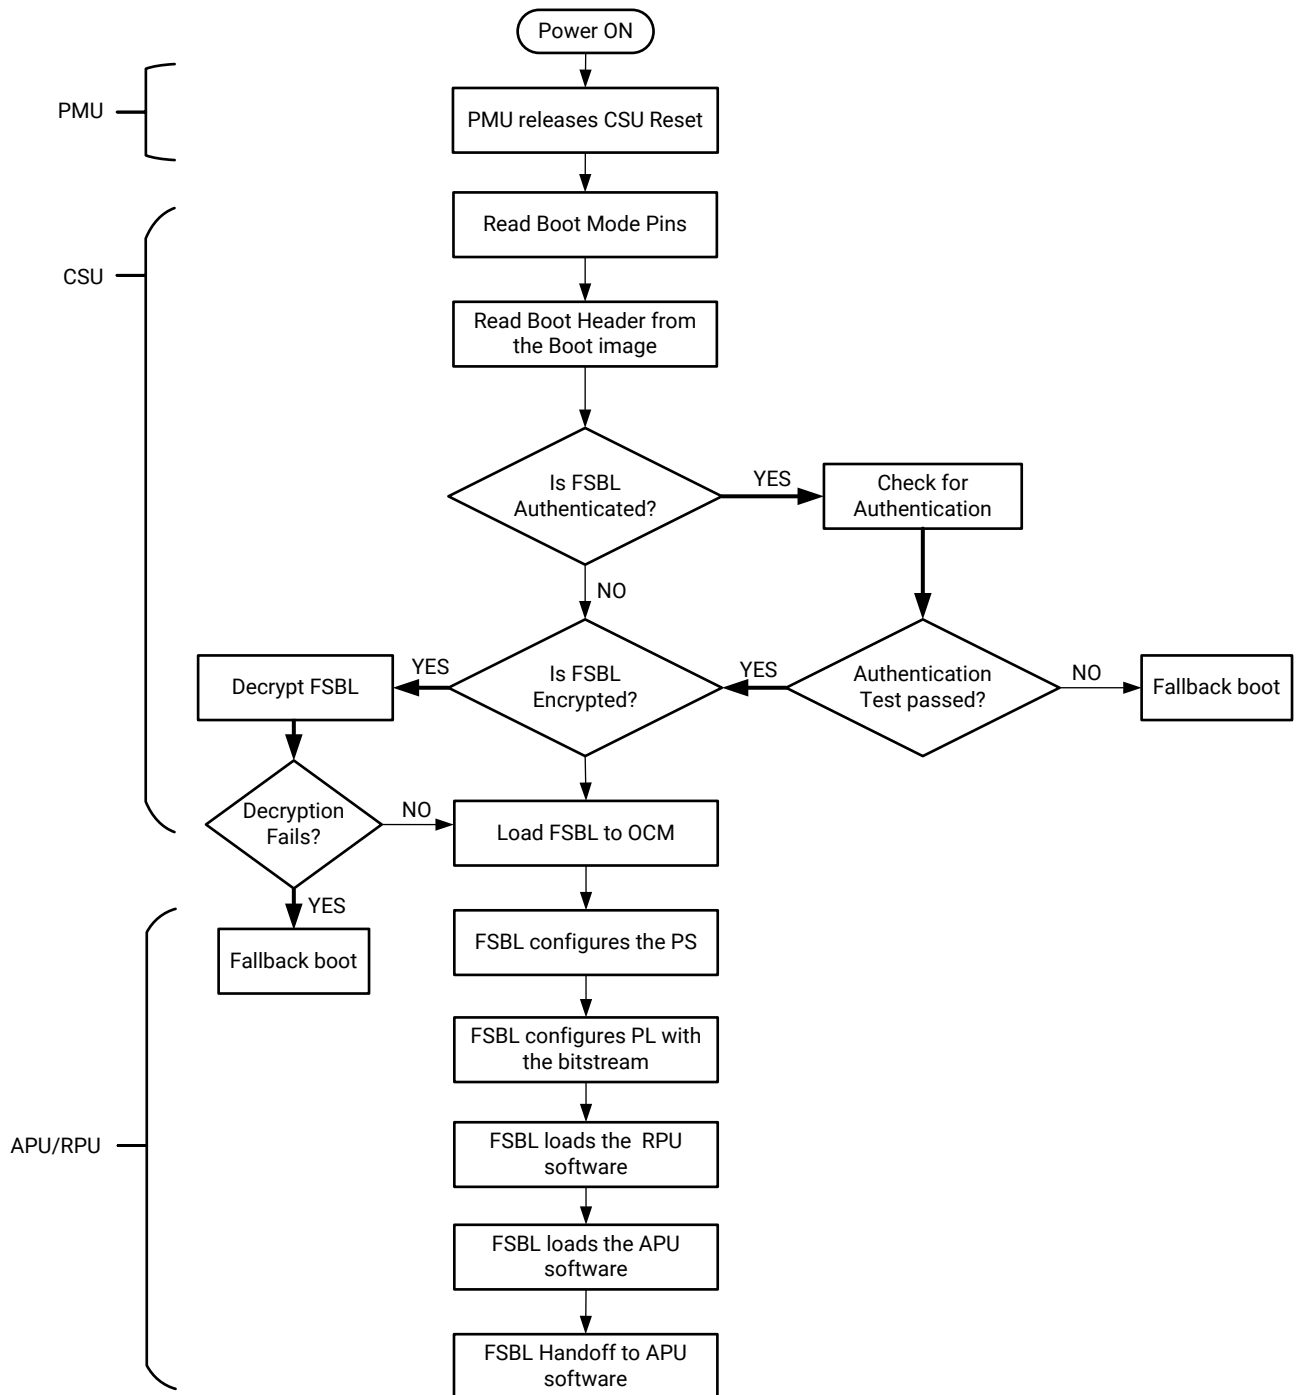 Power ON
PMU
PMU releases CSU Reset
Read Boot Mode Pins
CSU
Read Boot Header from
the Boot image
Is FSBL
Authenticated?
YES
Check for
Authentication
NO
Decrypt FSBL
YES
Is FSBL
Encrypted?
YES
Authentication
Test passed?
NO
Fallback boot
Decryption
Fails?
NO
Load FSBL to OCM
YES
Fallback boot
FSBL configures the PS
FSBL configures PL with
the bitstream
APU/RPU
FSBL loads the  RPU
software
FSBL loads the APU
software
FSBL Handoff to APU
software